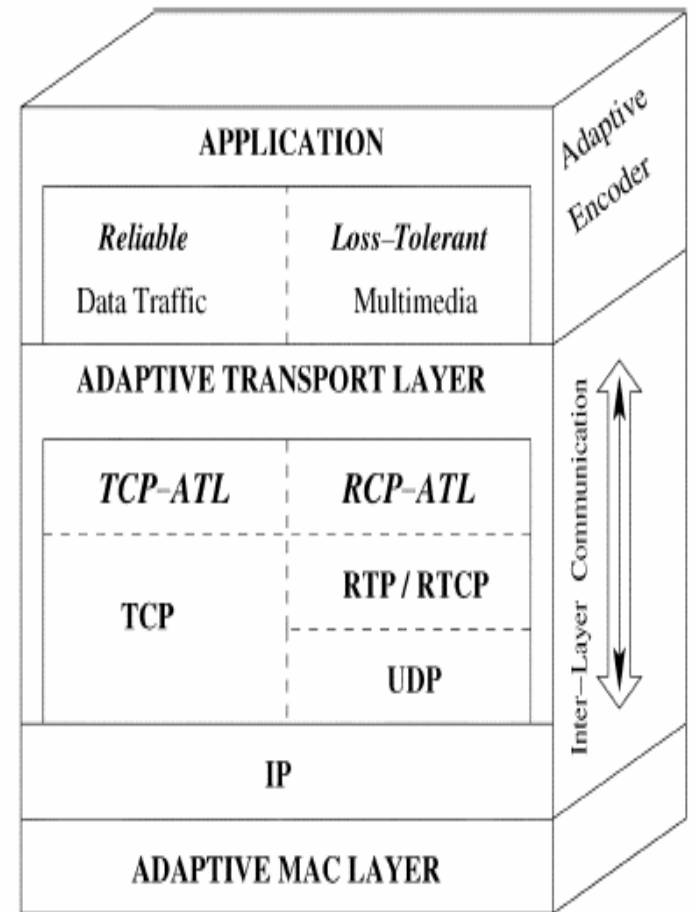 APPLICATION
Reliable
Data Traffic
Loss–Tolerant
Multimedia
Adaptive
Encoder
ADAPTIVE TRANSPORT LAYER
TCP–ATL
RCP–ATL
TCP
RTP / RTCP
UDP
Inter–Layer Communication
IP
ADAPTIVE MAC LAYER